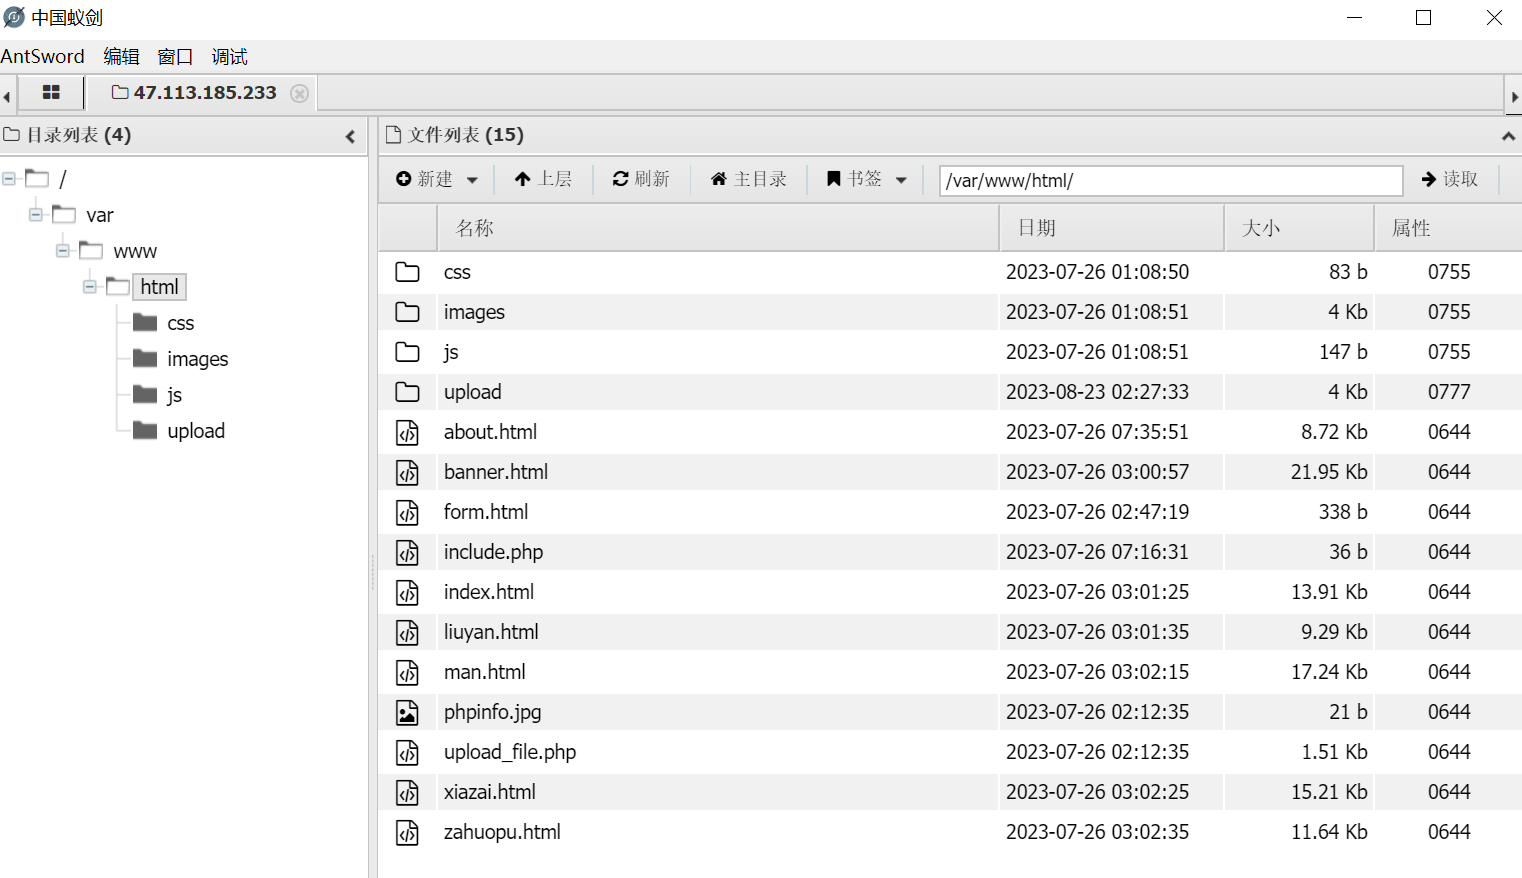 中国蚁剑
AntSword 编辑 窗口 调试
47.113.185.233
目录列表 (4)
/
var
www
html
css
images
js
upload
文件列表 (15)
新建 上层 刷新 主目录 书签 /var/www/html/ 读取
名称 日期 大小 属性
css 2023-07-26 01:08:50 83 b 0755
images 2023-07-26 01:08:51 4 Kb 0755
js 2023-07-26 01:08:51 147 b 0755
upload 2023-08-23 02:27:33 4 Kb 0777
about.html 2023-07-26 07:35:51 8.72 Kb 0644
banner.html 2023-07-26 03:00:57 21.95 Kb 0644
form.html 2023-07-26 02:47:19 338 b 0644
include.php 2023-07-26 07:16:31 36 b 0644
index.html 2023-07-26 03:01:25 13.91 Kb 0644
liuyan.html 2023-07-26 03:01:35 9.29 Kb 0644
man.html 2023-07-26 03:02:15 17.24 Kb 0644
phpinfo.jpg 2023-07-26 02:12:35 21 b 0644
upload_file.php 2023-07-26 02:12:35 1.51 Kb 0644
xiazai.html 2023-07-26 03:02:25 15.21 Kb 0644
zahuopu.html 2023-07-26 03:02:35 11.64 Kb 0644